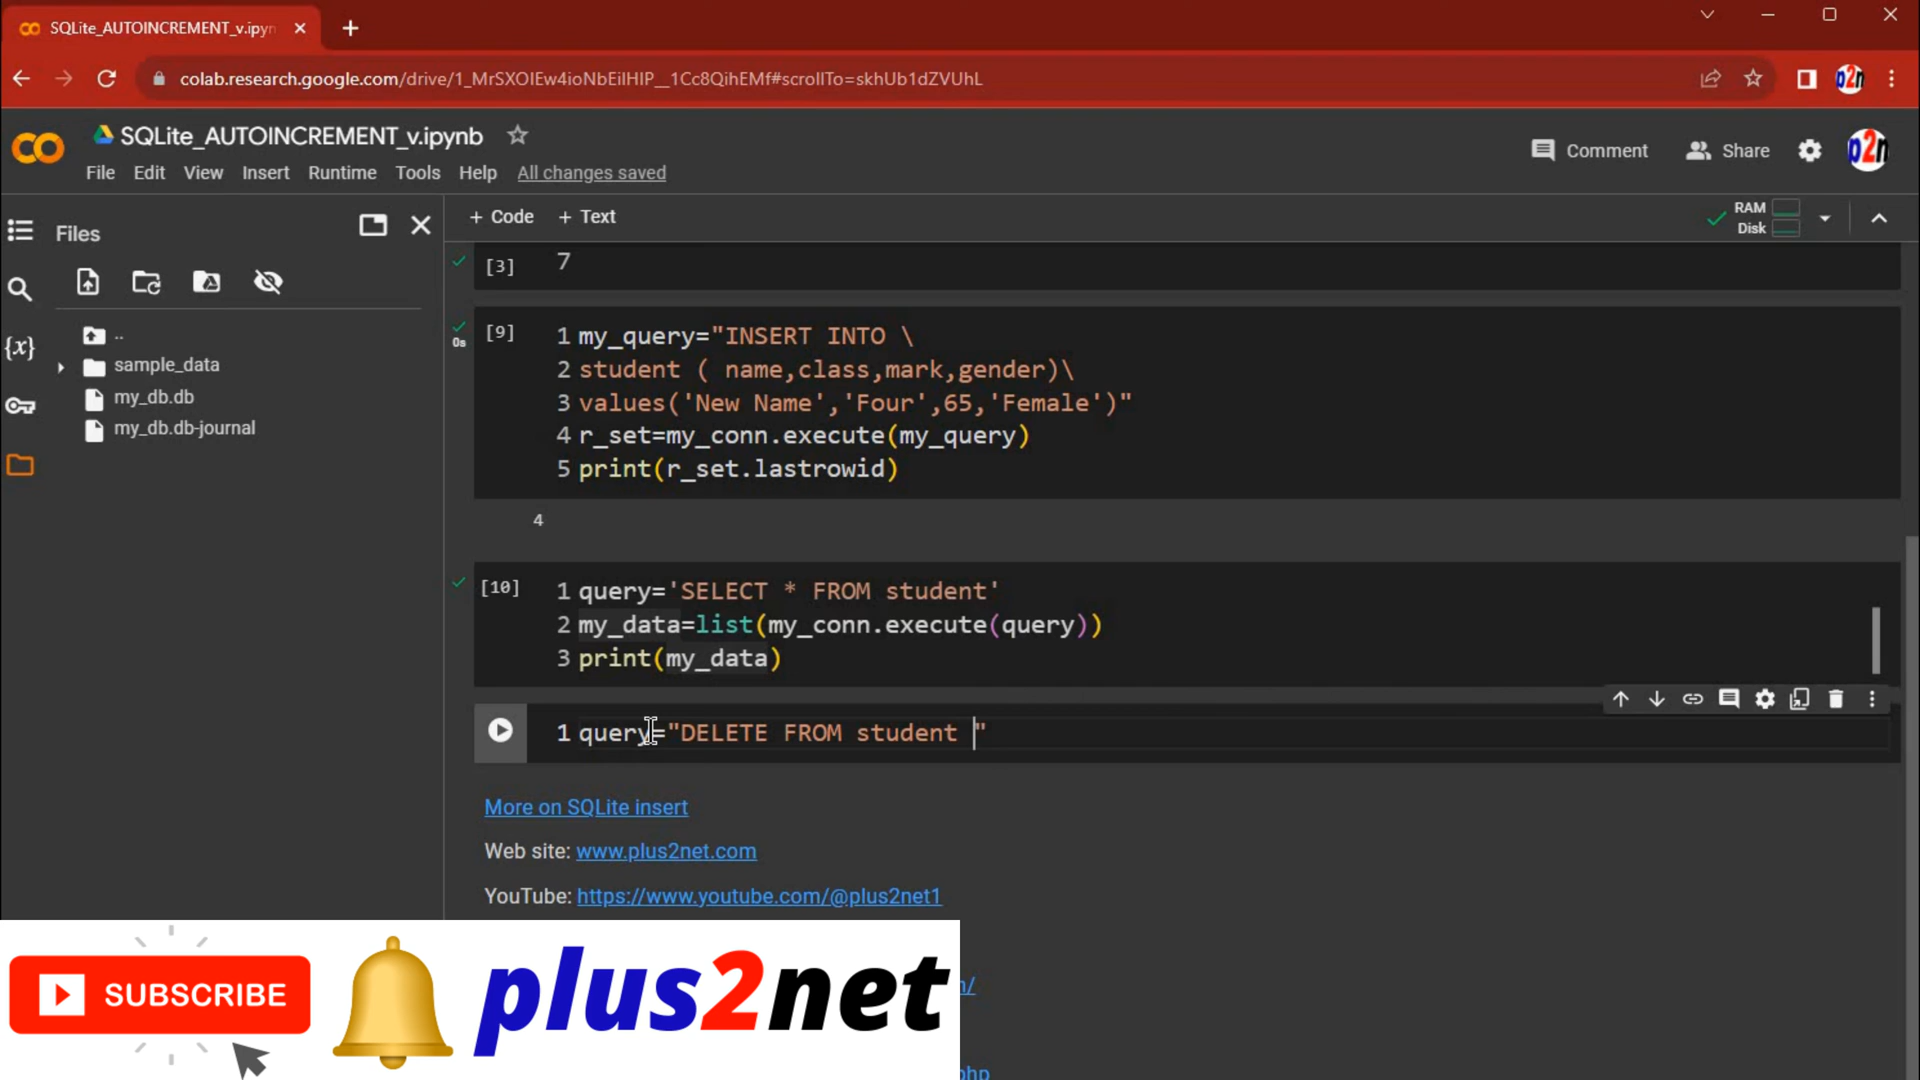 SQLite_AUTOINCREMENT_v.ipyn
colab.research.google.com/drive/1_MrSXOIEw4ioNbEilHIP__1Cc8QihEMf#scrollTo=skhUb1dZVUhL
SQLite_AUTOINCREMENT_v.ipynb
File Edit View Insert Runtime Tools Help All changes saved
Comment Share
Files
+ Code + Text
RAM
Disk
..
sample_data
my_db.db
my_db.db-journal
[3] 7
[9] 0s
1 my_query="INSERT INTO \
2 student ( name,class,mark,gender)\
3 values('New Name','Four',65,'Female')"
4 r_set=my_conn.execute(my_query)
5 print(r_set.lastrowid)
4
[10]
1 query='SELECT * FROM student'
2 my_data=list(my_conn.execute(query))
3 print(my_data)
1 query="DELETE FROM student "
More on SQLite insert
Web site: www.plus2net.com
YouTube: https://www.youtube.com/@plus2net1
n/
php
SUBSCRIBE
plus2net